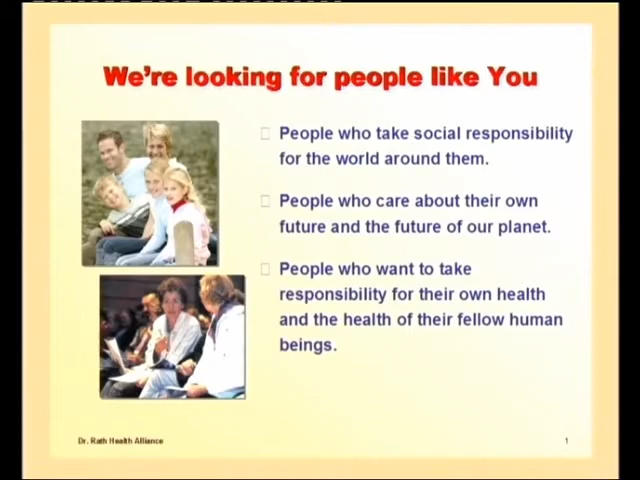 We're looking for people like You
People who take social responsibility
for the world around them.
People who care about their own
future and the future of our planet.
People who want to take
responsibility for their own health
and the health of their fellow human
beings.
Dr. Rath Health Alliance
1